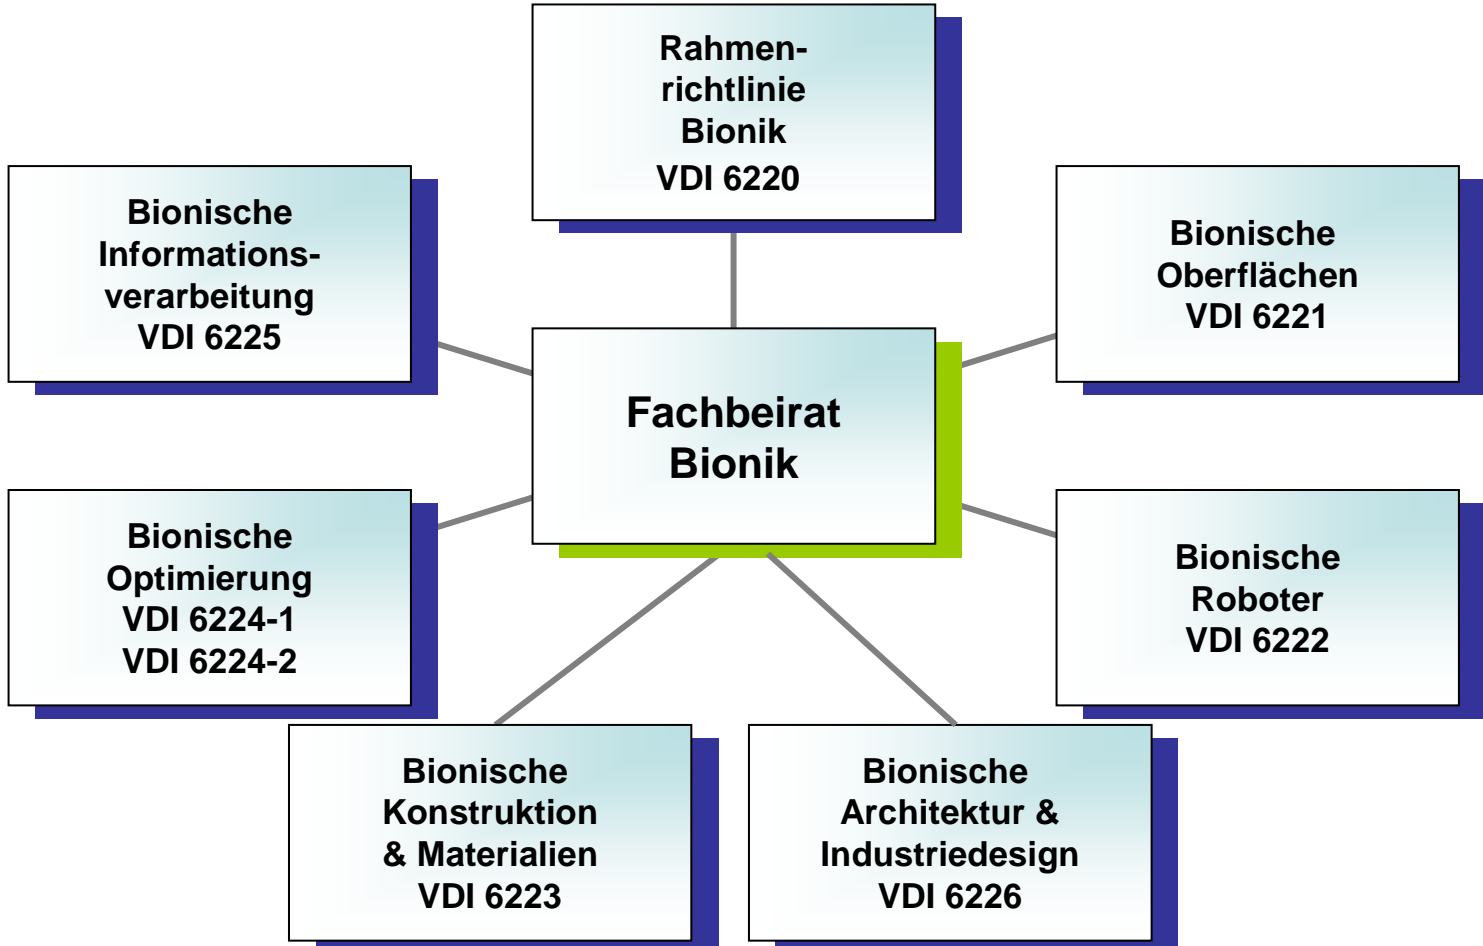 Rahmen-
richtlinie
Bionik
VDI 6220
Bionische
Informations-
verarbeitung
VDI 6225
Bionische
Oberflächen
VDI 6221
Fachbeirat
Bionik
Bionische
Optimierung
VDI 6224-1
VDI 6224-2
Bionische
Roboter
VDI 6222
Bionische
Konstruktion
& Materialien
VDI 6223
Bionische
Architektur &
Industriedesign
VDI 6226